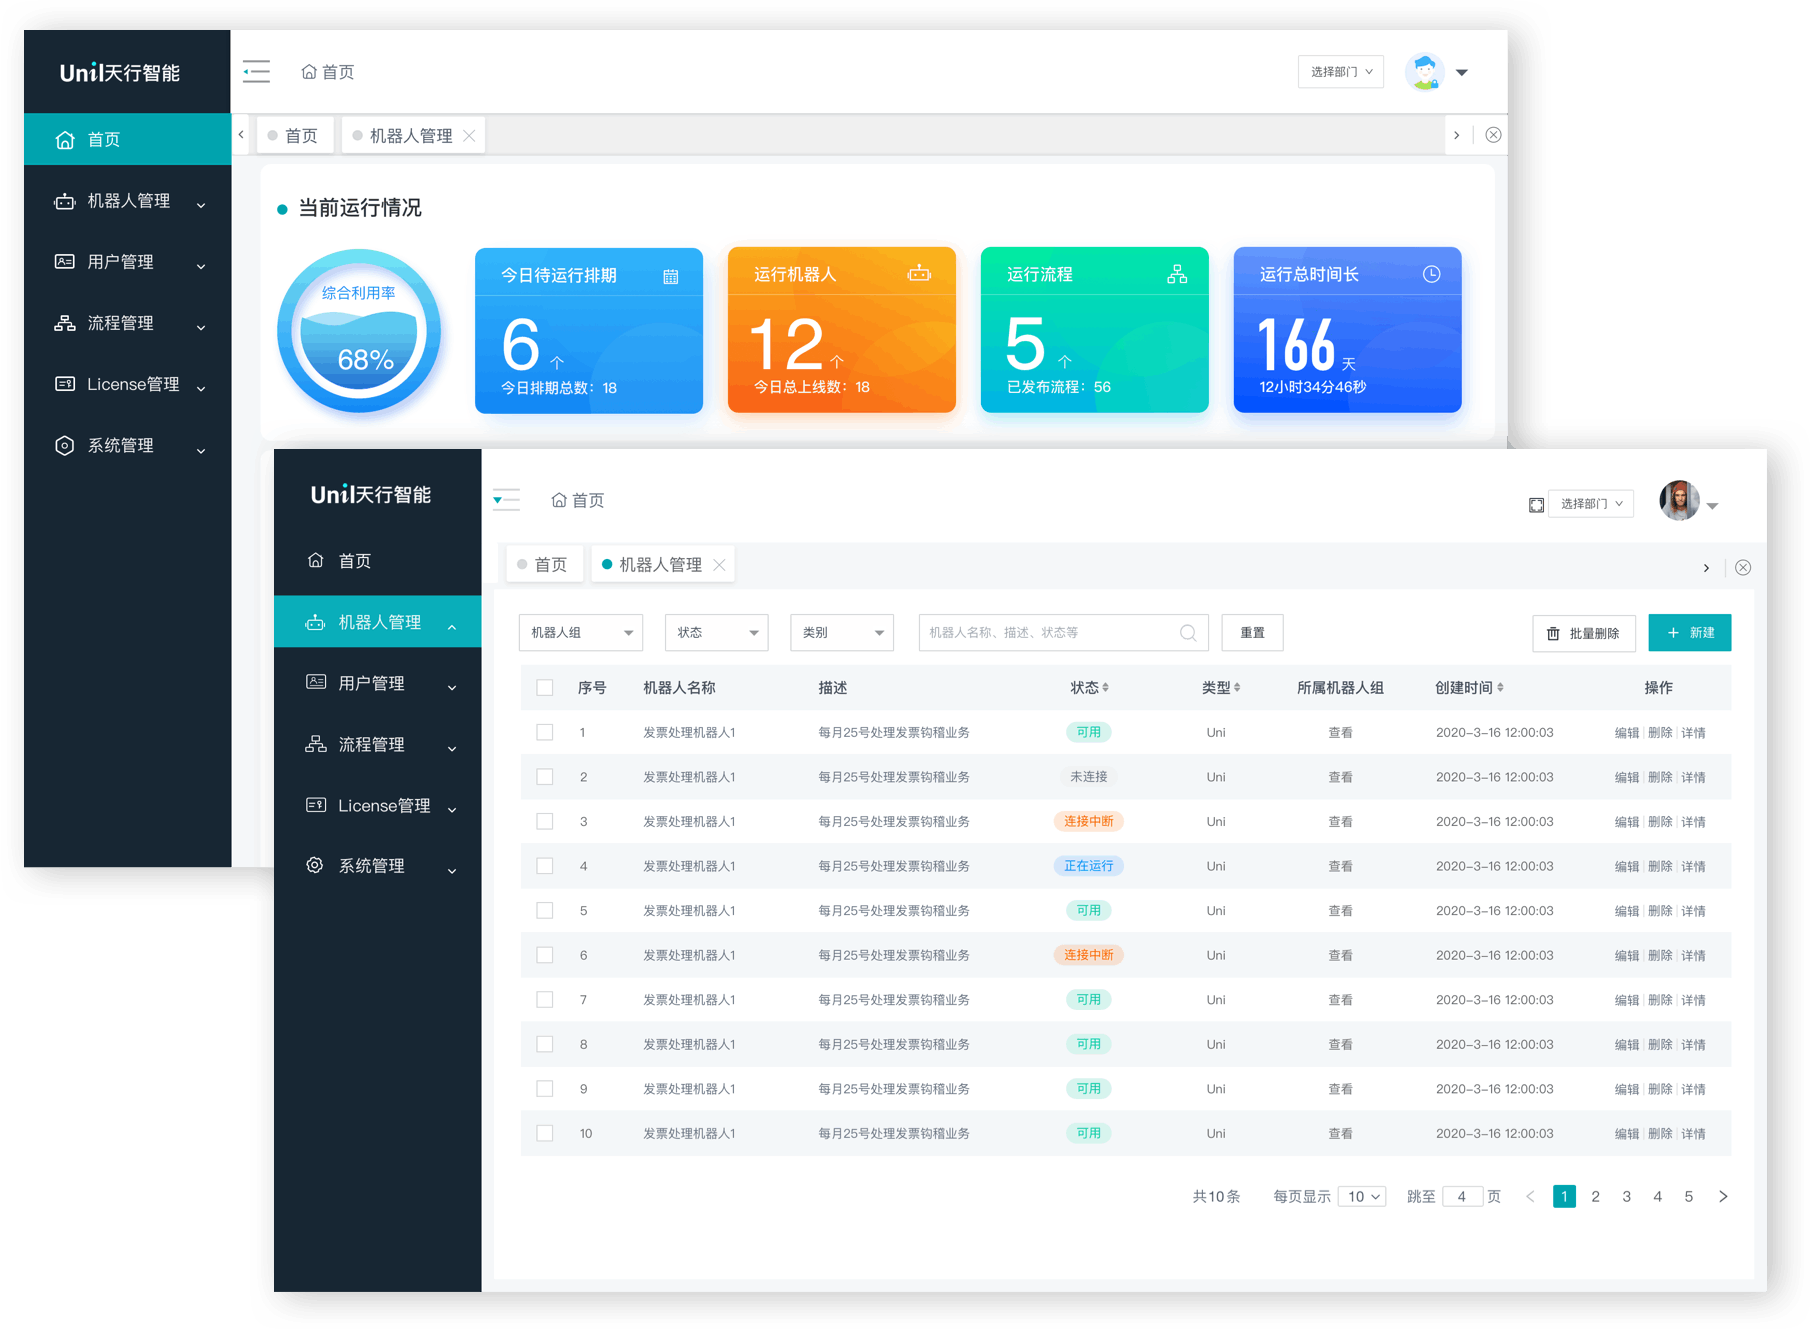 Unil天行智能
首页
选择部门
首页
首页
机器人管理
机器人管理
用户管理
流程管理
License管理
系统管理
当前运行情况
综合利用率
68%
今日待运行排期
6个
今日排期总数：18
运行机器人
12个
今日总上线数：18
运行流程
5个
已发布流程：56
运行总时间长
166天
12小时34分46秒
Unil天行智能
首页
选择部门
首页
机器人管理
用户管理
流程管理
License管理
系统管理
首页
机器人管理
机器人组 状态 类别 机器人名称、描述、状态等 重置 批量删除 + 新建
序号 机器人名称 描述 状态 类型 所属机器人组 创建时间 操作
1 发票处理机器人1 每月25号处理发票钩稽业务 可用 Uni 查看 2020-3-16 12:00:03 编辑 删除 详情
2 发票处理机器人1 每月25号处理发票钩稽业务 未连接 Uni 查看 2020-3-16 12:00:03 编辑 删除 详情
3 发票处理机器人1 每月25号处理发票钩稽业务 连接中断 Uni 查看 2020-3-16 12:00:03 编辑 删除 详情
4 发票处理机器人1 每月25号处理发票钩稽业务 正在运行 Uni 查看 2020-3-16 12:00:03 编辑 删除 详情
5 发票处理机器人1 每月25号处理发票钩稽业务 可用 Uni 查看 2020-3-16 12:00:03 编辑 删除 详情
6 发票处理机器人1 每月25号处理发票钩稽业务 连接中断 Uni 查看 2020-3-16 12:00:03 编辑 删除 详情
7 发票处理机器人1 每月25号处理发票钩稽业务 可用 Uni 查看 2020-3-16 12:00:03 编辑 删除 详情
8 发票处理机器人1 每月25号处理发票钩稽业务 可用 Uni 查看 2020-3-16 12:00:03 编辑 删除 详情
9 发票处理机器人1 每月25号处理发票钩稽业务 可用 Uni 查看 2020-3-16 12:00:03 编辑 删除 详情
10 发票处理机器人1 每月25号处理发票钩稽业务 可用 Uni 查看 2020-3-16 12:00:03 编辑 删除 详情
共10条 每页显示 10 跳至 4 页 < 1 2 3 4 5 >